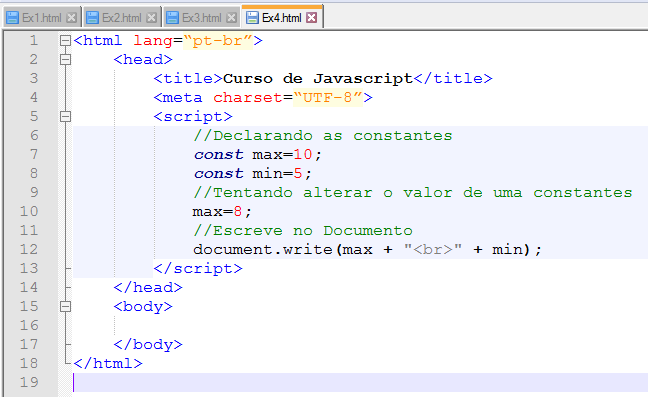 Ex1.html Ex2.html Ex3.html Ex4.html
1 <html lang=“pt-br”>
2 <head>
3 <title>Curso de Javascript</title>
4 <meta charset=“UTF-8”>
5 <script>
6 //Declarando as constantes
7 const max=10;
8 const min=5;
9 //Tentando alterar o valor de uma constantes
10 max=8;
11 //Escreve no Documento
12 document.write(max + "<br>" + min);
13 </script>
14 </head>
15 <body>
16
17 </body>
18 </html>
19